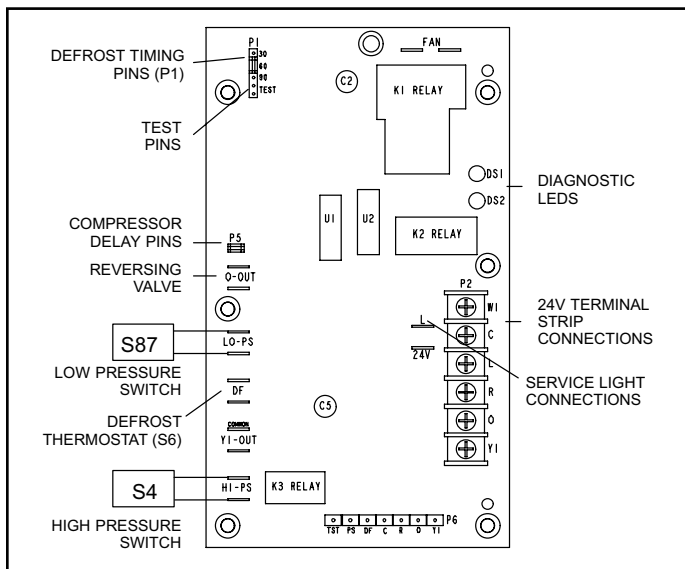 DEFROST TIMING
PINS (P1)
TEST
PINS
COMPRESSOR
DELAY PINS
REVERSING
VALVE
S87
LOW PRESSURE
SWITCH
DEFROST
THERMOSTAT (S6)
S4
HIGH PRESSURE
SWITCH
P1
30
60
90
TEST
FAN
C2
K1 RELAY
DS1
DS2
U1
U2
K2 RELAY
P5
O-OUT
LO-PS
DF
C5
COMMON
Y1-OUT
HI-PS
K3 RELAY
L
24V
P2
W1
C
L
R
O
Y1
TST PS DF C R O Y1
P6
DIAGNOSTIC
LEDS
24V TERMINAL
STRIP
CONNECTIONS
SERVICE LIGHT
CONNECTIONS